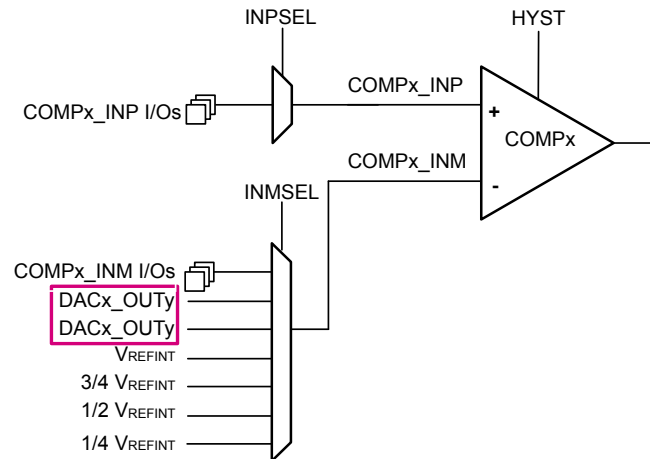 INPSEL
HYST
COMPx_INP
COMPx_INP I/Os
+
COMPx
COMPx_INM
-
INMSEL
COMPx_INM I/Os
DACx_OUTy
DACx_OUTy
VREFINT
3/4 VREFINT
1/2 VREFINT
1/4 VREFINT